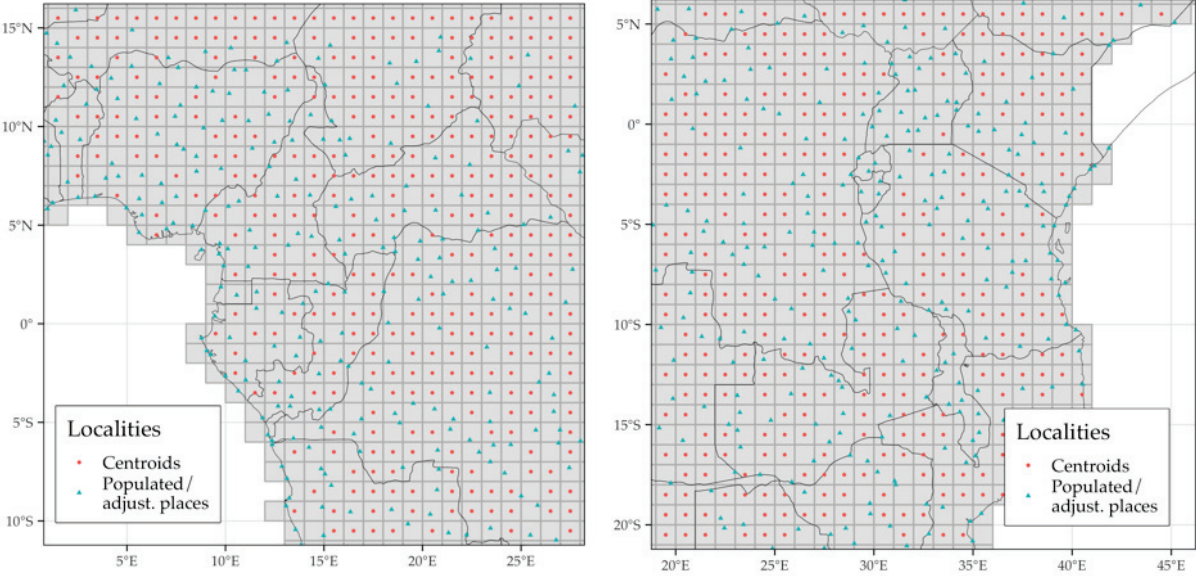 15°N
10°N
5°N
0°
5°S
10°S
5°E
10°E
15°E
20°E
25°E
Localities
Centroids
Populated/
adjust. places
5°N
0°
5°S
10°S
15°S
20°S
20°E
25°E
30°E
35°E
40°E
45°E
Localities
Centroids
Populated/
adjust. places